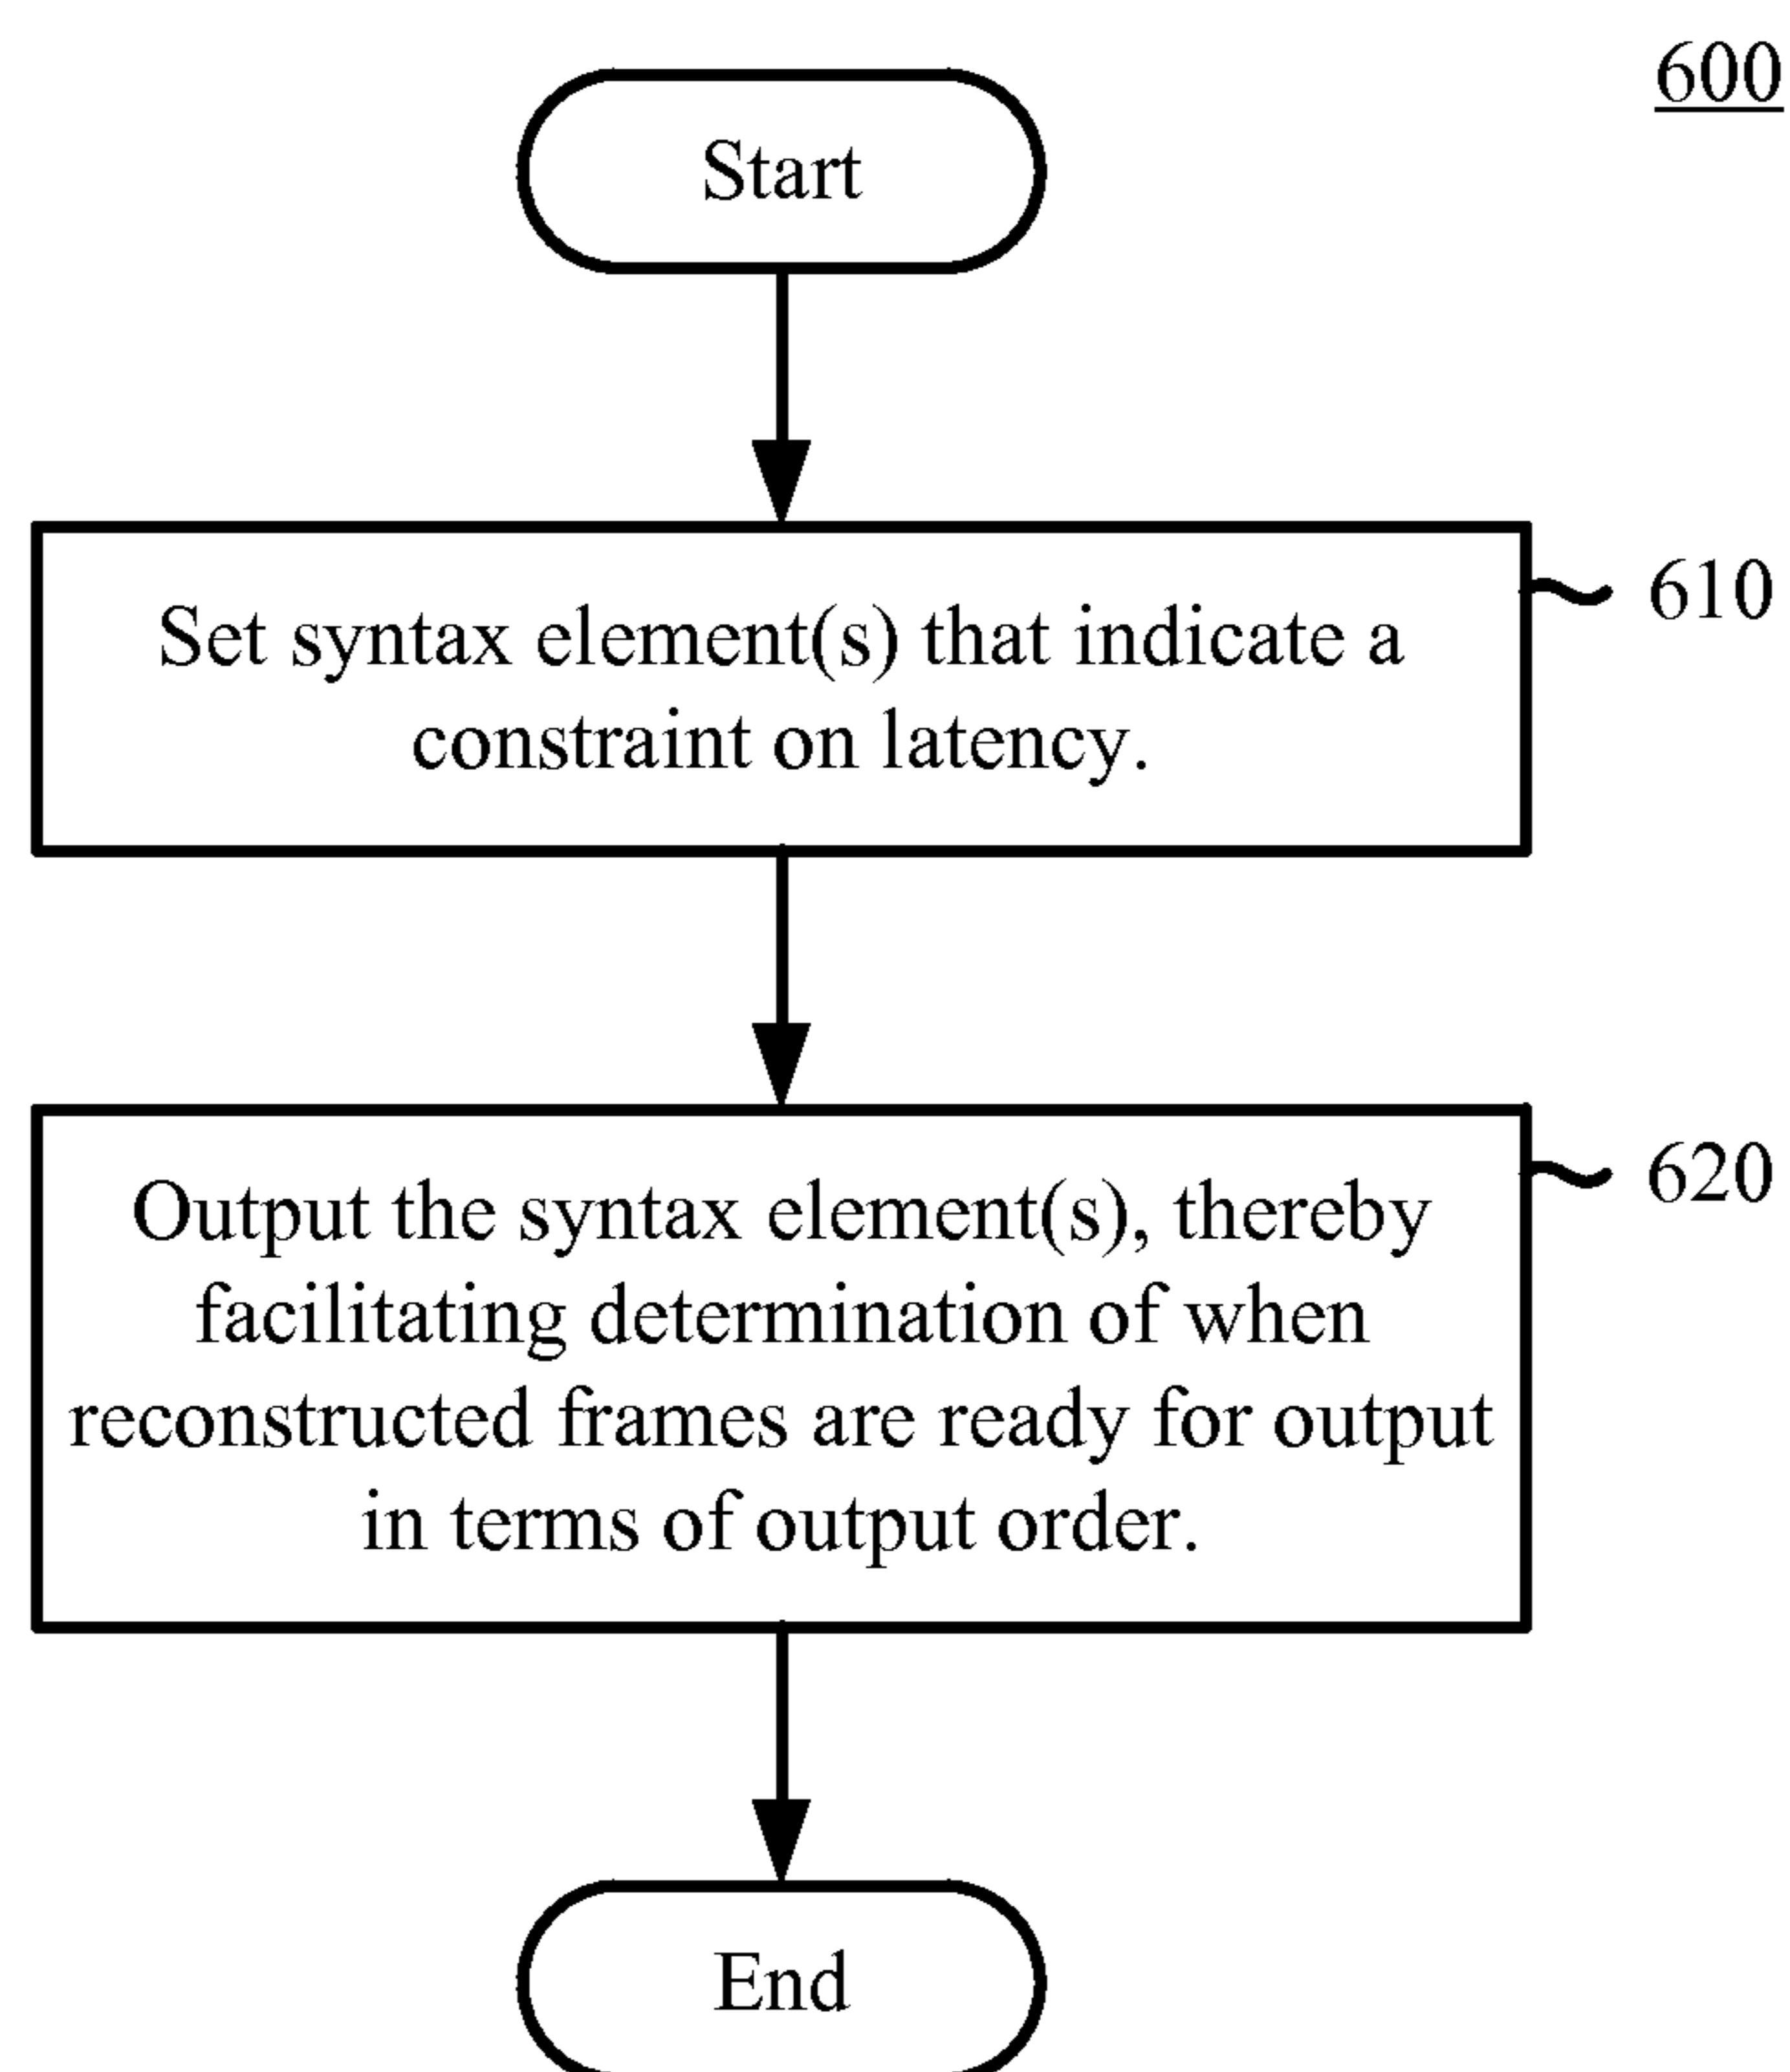 600
Start
Set syntax element(s) that indicate a
constraint on latency.
610
Output the syntax element(s), thereby
facilitating determination of when
reconstructed frames are ready for output
in terms of output order.
620
End